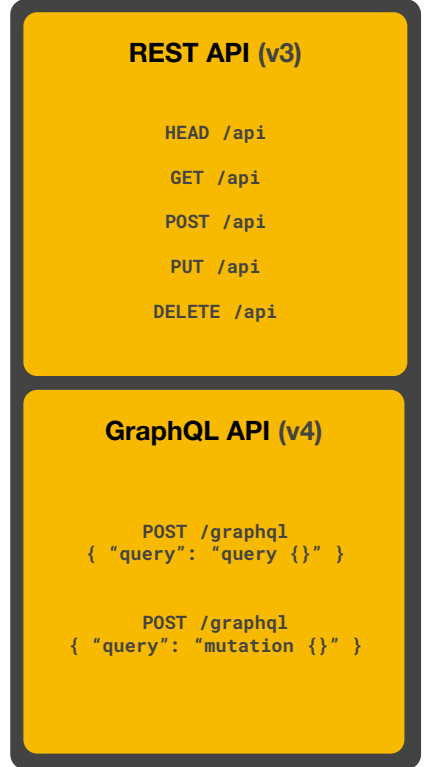 REST API (v3)
HEAD /api
GET /api
POST /api
PUT /api
DELETE /api
GraphQL API (v4)
POST /graphql
{ “query”: “query {}” }
POST /graphql
{ “query”: “mutation {}” }